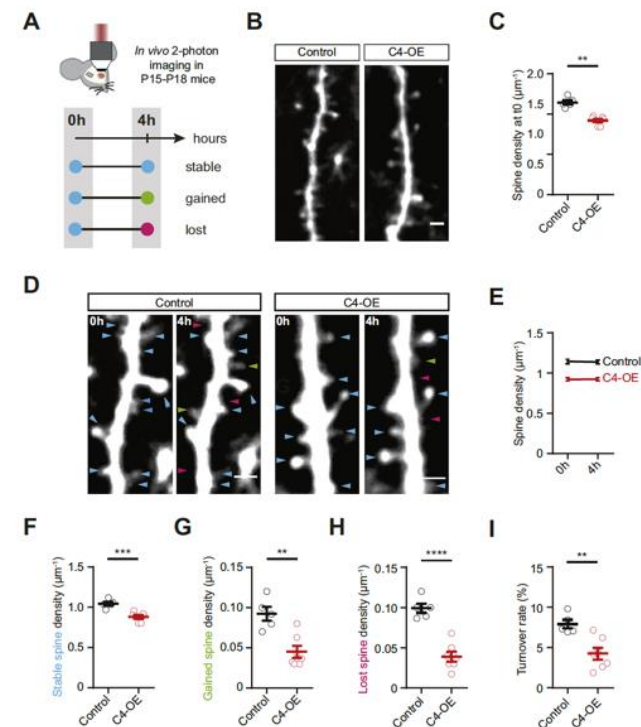 A
In vivo 2-photon
imaging in
P15-P18 mice
0h 4h
hours
stable
gained
lost
B
Control C4-OE
C
**
Spine density at t0 (μm⁻¹)
2.0
1.5
1.0
0.5
0
Control
C4-OE
D
Control C4-OE
0h 4h 0h 4h
E
Spine density (μm⁻¹)
1.5
1
0.5
0
Control
C4-OE
0h
4h
F
***
Stable spine density (μm⁻¹)
1.5
1.0
0.5
0
Control
C4-OE
G
**
Gained spine density (μm⁻¹)
0.15
0.10
0.05
0
Control
C4-OE
H
****
Lost spine density (μm⁻¹)
0.15
0.10
0.05
0
Control
C4-OE
I
**
Turnover rate (%)
15
10
5
0
Control
C4-OE